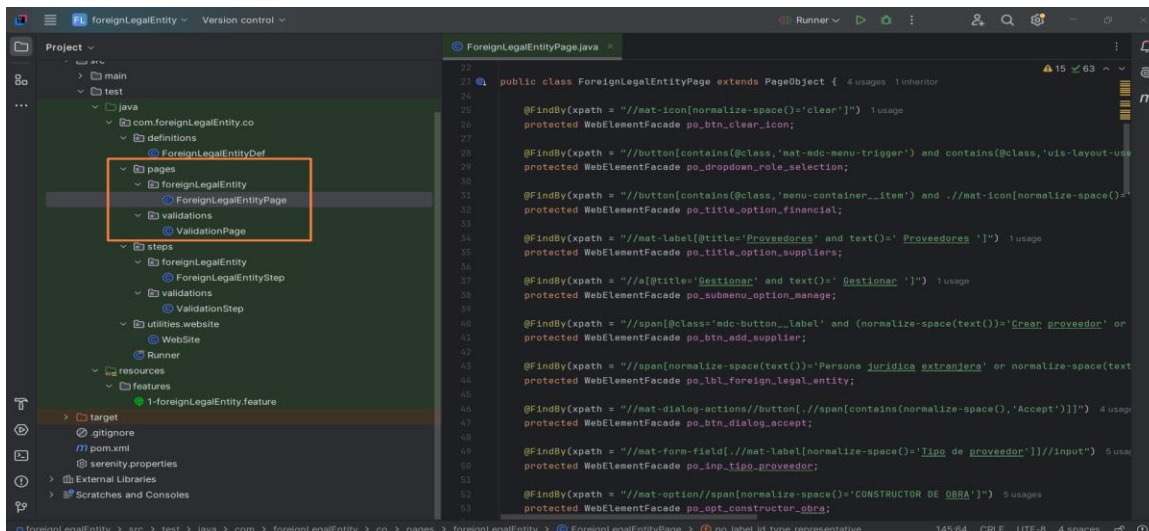 FL foreignLegalEntity Version control Runner
Project
ForeignLegalEntityPage.java
src
main
test
java
com.foreignLegalEntity.co
definitions
ForeignLegalEntityDef
pages
foreignLegalEntity
ForeignLegalEntityPage
validations
ValidationPage
steps
foreignLegalEntity
ForeignLegalEntityStep
validations
ValidationStep
utilities.website
WebSite
Runner
resources
features
1-foreignLegalEntity.feature
target
.gitignore
pom.xml
serenity.properties
External Libraries
Scratches and Consoles
15 63
22
23 public class ForeignLegalEntityPage extends PageObject { 4 usages 1 inheritor
24
25 @FindBy(xpath = "//mat-icon[normalize-space()='clear']") 1 usage
26 protected WebElementFacade po_btn_clear_icon;
27
28 @FindBy(xpath = "//button[contains(@class,'mat-mdc-menu-trigger') and contains(@class,'uis-layout-use
29 protected WebElementFacade po_dropdown_role_selection;
30
31 @FindBy(xpath = "//button[contains(@class,'menu-container__item') and .//mat-icon[normalize-space()='
32 protected WebElementFacade po_title_option_financial;
33
34 @FindBy(xpath = "//mat-label[@title='Proveedores' and text()=' Proveedores ']") 1 usage
35 protected WebElementFacade po_title_option_suppliers;
36
37 @FindBy(xpath = "//a[@title='Gestionar' and text()=' Gestionar ']") 1 usage
38 protected WebElementFacade po_submenu_option_manage;
39
40 @FindBy(xpath = "//span[@class='mdc-button__label' and (normalize-space(text())='Crear proveedor' or
41 protected WebElementFacade po_btn_add_supplier;
42
43 @FindBy(xpath = "//span[normalize-space(text())='Persona jurídica extranjera' or normalize-space(text
44 protected WebElementFacade po_lbl_foreign_legal_entity;
45
46 @FindBy(xpath = "//mat-dialog-actions//button[.//span[contains(normalize-space(),'Accept')]]") 4 usag
47 protected WebElementFacade po_btn_dialog_accept;
48
49 @FindBy(xpath = "//mat-form-field[.//mat-label[normalize-space()='Tipo de proveedor']]//input") 5 usa
50 protected WebElementFacade po_inp_tipo_proveedor;
51
52 @FindBy(xpath = "//mat-option//span[normalize-space()='CONSTRUCTOR DE OBRA']") 5 usages
53 protected WebElementFacade po_opt_constructor_obra;
foreignLegalEntity > src > test > java > com > foreignLegalEntity > co > pages > foreignLegalEntity > ForeignLegalEntityPage > po_label_id_type_representative 145:64 CRLF UTF-8 4 spaces